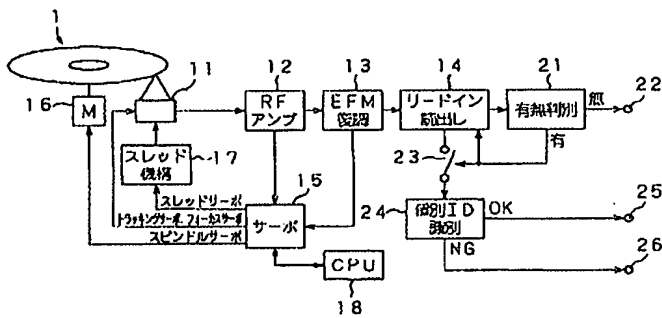 1
11
12
13
14
21
22
16
M
RF
アンプ
EFM
復調
リードイン
読出し
有無判別
無
有
スレッド
機構
17
23
15
スレッドサーボ
トラッキングサーボ フォーカスサーボ
スピンドルサーボ
サーボ
24
個別ID
識別
OK
NG
25
26
CPU
18